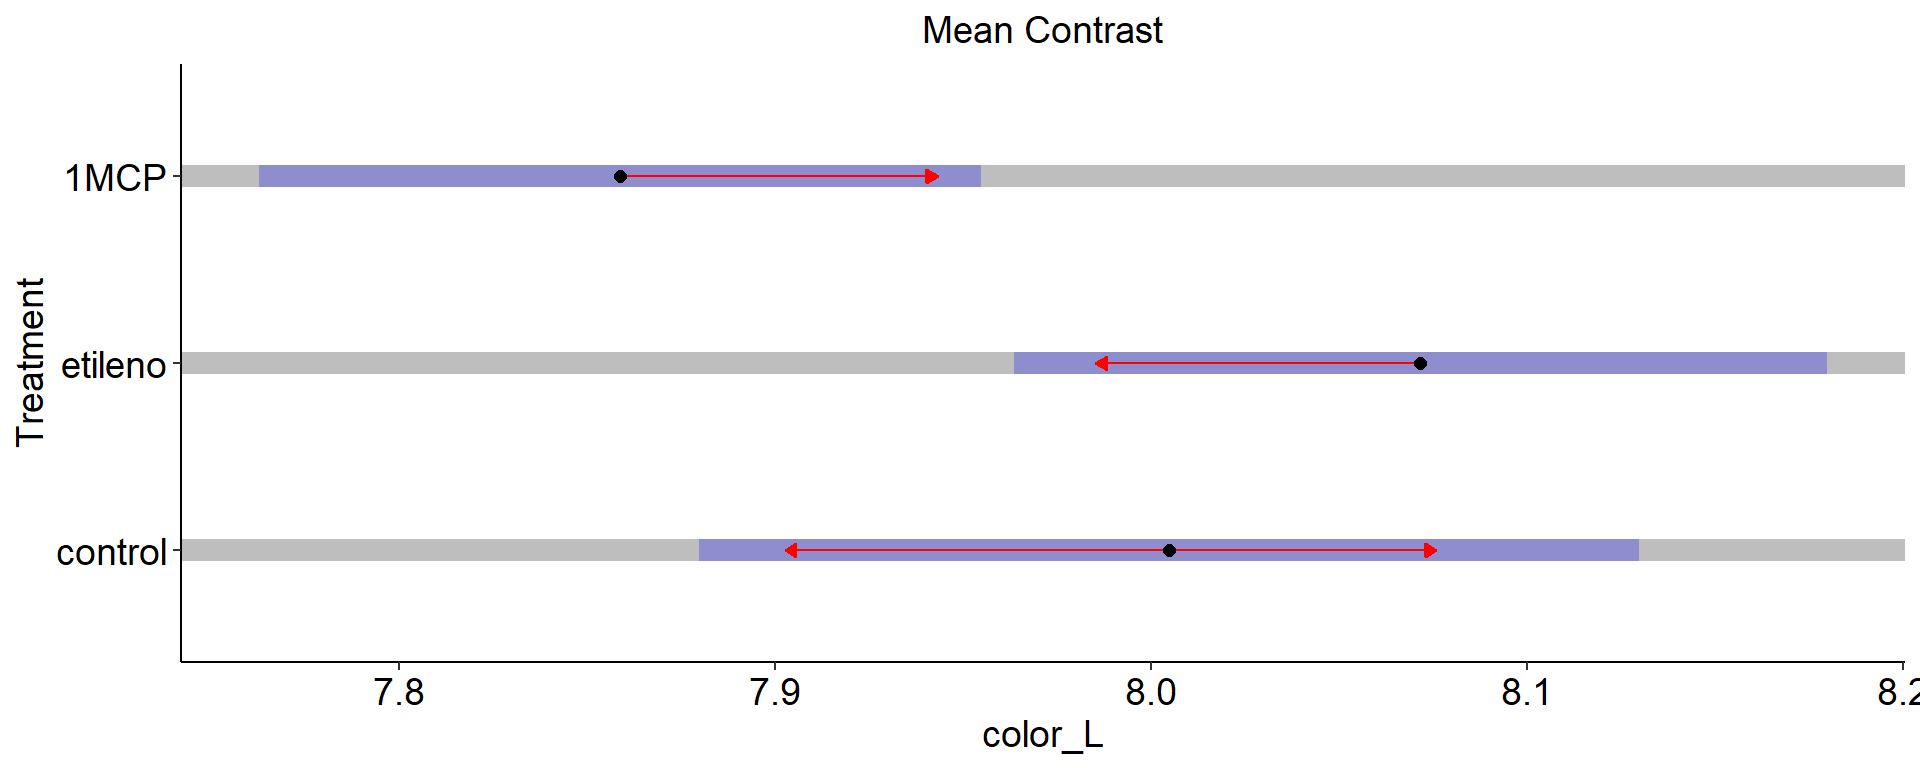 Mean Contrast
1MCP
etileno
control
Treatment
7.8 7.9 8.0 8.1 8.2
color_L